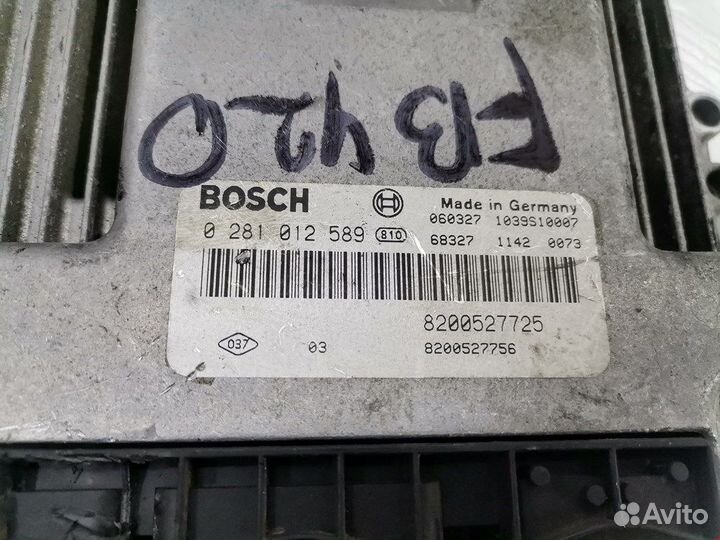 FB 420
BOSCH Made in Germany
060327 1039S10007
0 281 012 589 810 68327 1142 0073
8200527725
037 03 8200527756
Avito